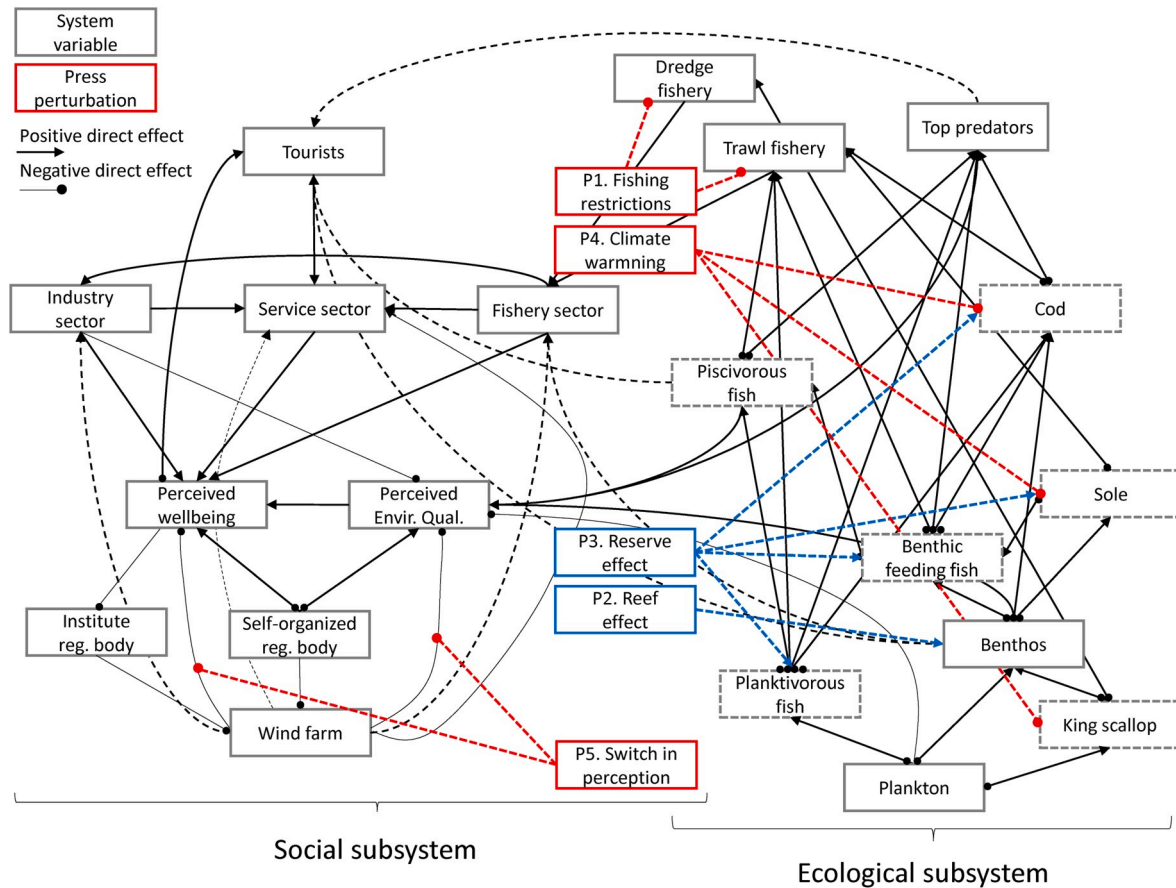 System
variable
Press
perturbation
Positive direct effect
Negative direct effect
Dredge
fishery
Top predators
Tourists
Trawl fishery
P1. Fishing
restrictions
P4. Climate
warmning
Industry
sector
Service sector
Fishery sector
Cod
Piscivorous
fish
Perceived
wellbeing
Perceived
Envir. Qual.
Sole
P3. Reserve
effect
Benthic
feeding fish
P2. Reef
effect
Institute
reg. body
Self-organized
reg. body
Benthos
Planktivorous
fish
King scallop
Wind farm
P5. Switch in
perception
Plankton
Social subsystem
Ecological subsystem